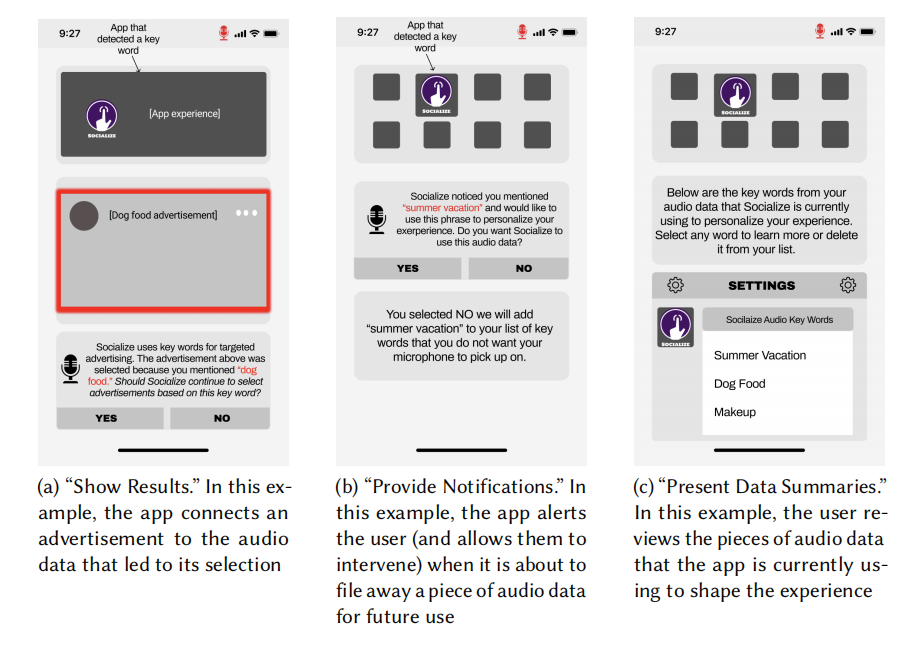 9:27
App that
detected a key
word
SOCIALIZE
[App experience]
[Dog food advertisement]
Socialize uses key words for targeted
advertising. The advertisement above was
selected because you mentioned “dog
food.” Should Socialize continue to select
advertisements based on this key word?
YES
NO
(a) “Show Results.” In this ex-
ample, the app connects an
advertisement to the audio
data that led to its selection
9:27
App that
detected a key
word
SOCIALIZE
Socialize noticed you mentioned
“summer vacation” and would like to
use this phrase to personalize your
exerperience. Do you want Socialize to
use this audio data?
YES
NO
You selected NO we will add
“summer vacation” to your list of key
words that you do not want your
microphone to pick up on.
(b) “Provide Notifications.” In
this example, the app alerts
the user (and allows them to
intervene) when it is about to
file away a piece of audio data
for future use
9:27
SOCIALIZE
Below are the key words from your
audio data that Socialize is currently
using to personalize your experience.
Select any word to learn more or delete
it from your list.
SETTINGS
SOCIALIZE
Socilaize Audio Key Words
Summer Vacation
Dog Food
Makeup
(c) “Present Data Summaries.”
In this example, the user re-
views the pieces of audio data
that the app is currently us-
ing to shape the experience